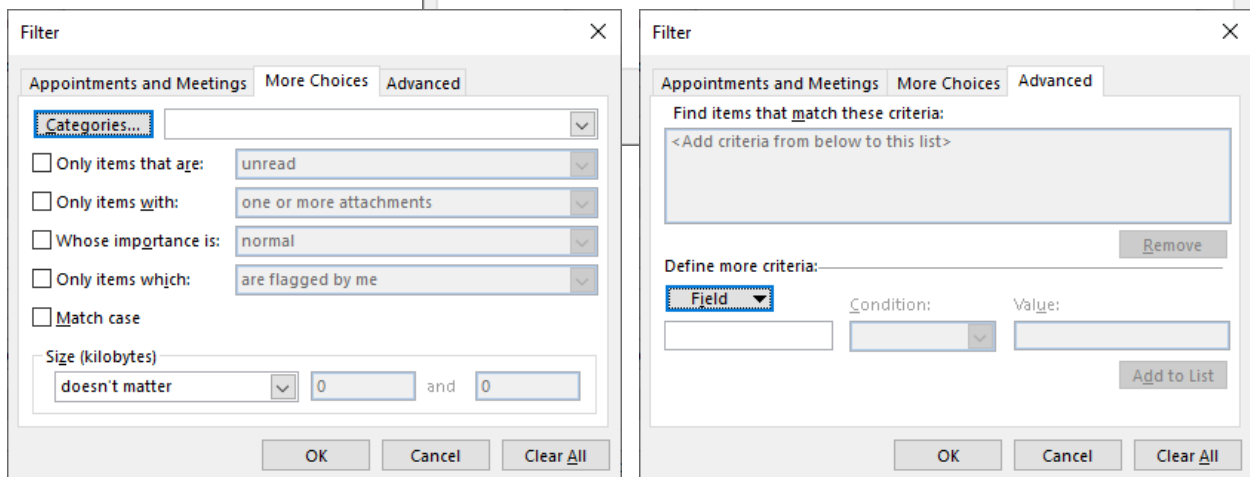 Filter
Appointments and Meetings More Choices Advanced
Categories...
Only items that are: unread
Only items with: one or more attachments
Whose importance is: normal
Only items which: are flagged by me
Match case
Size (kilobytes)
doesn't matter 0 and 0
OK Cancel Clear All
Filter
Appointments and Meetings More Choices Advanced
Find items that match these criteria:
<Add criteria from below to this list>
Remove
Define more criteria:
Field Condition: Value:
Add to List
OK Cancel Clear All